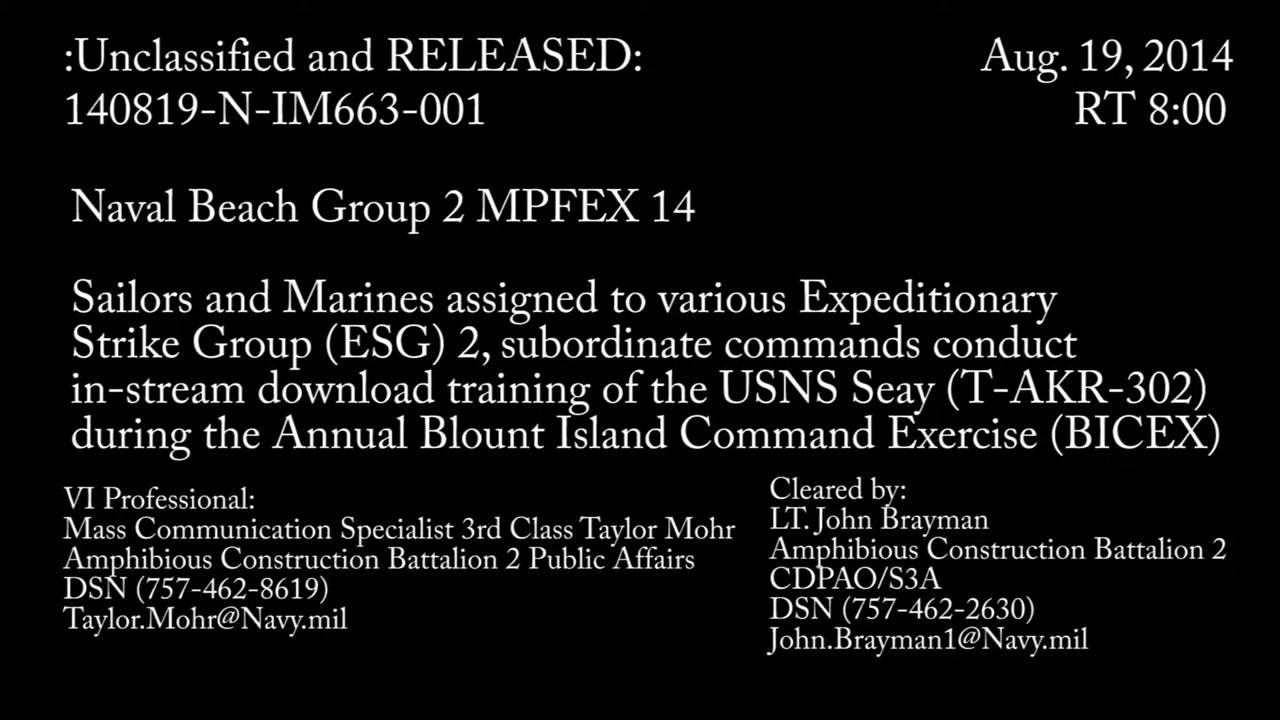 :Unclassified and RELEASED:
Aug. 19, 2014
140819-N-IM663-001
RT 8:00
Naval Beach Group 2 MPFEX 14
Sailors and Marines assigned to various Expeditionary
Strike Group (ESG) 2, subordinate commands conduct
in-stream download training of the USNS Seay (T-AKR-302)
during the Annual Blount Island Command Exercise (BICEX)
VI Professional:
Mass Communication Specialist 3rd Class Taylor Mohr
Amphibious Construction Battalion 2 Public Affairs
DSN (757-462-8619)
Taylor.Mohr@Navy.mil
Cleared by:
LT. John Brayman
Amphibious Construction Battalion 2
CDPAO/S3A
DSN (757-462-2630)
John.Brayman1@Navy.mil